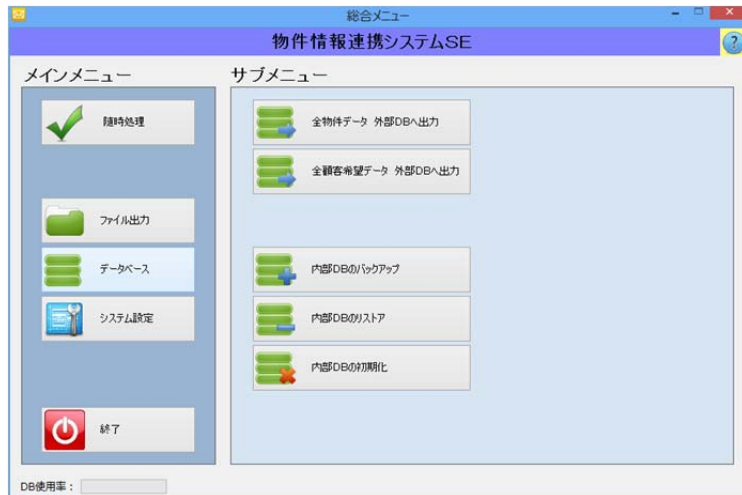 総合メニュー
物件情報連携システムSE
?
メインメニュー
サブメニュー
随時処理
ファイル出力
データベース
システム設定
終了
全物件データ 外部DBへ出力
全顧客希望データ 外部DBへ出力
内部DBのバックアップ
内部DBのリストア
内部DBの初期化
DB使用率：